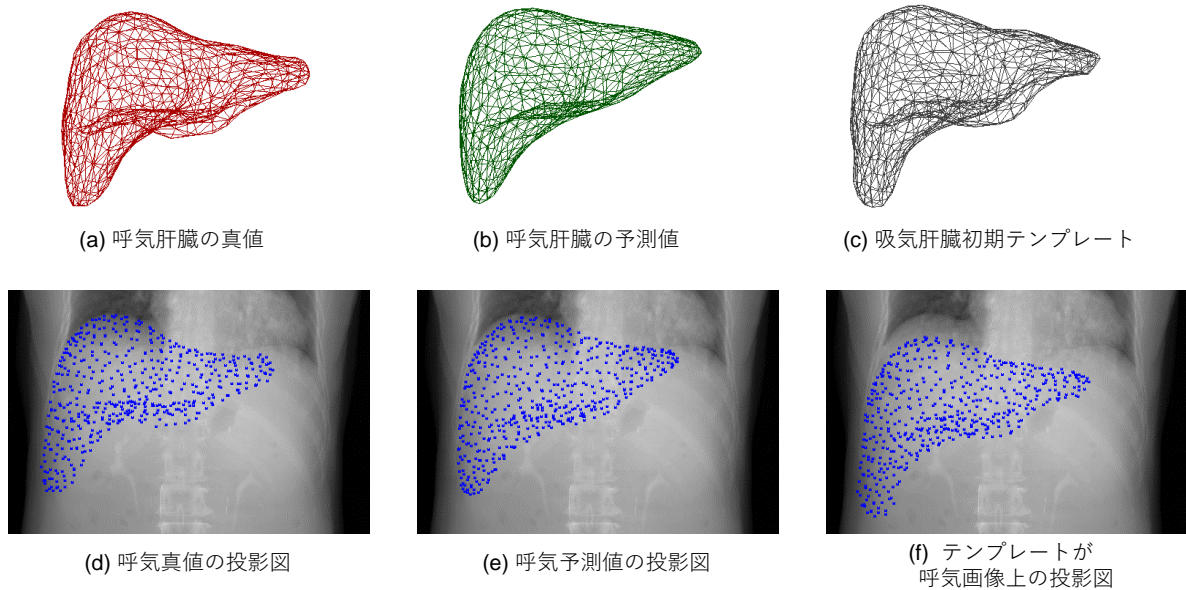 (a) 呼気肝臓の真値
(b) 呼気肝臓の予測値
(c) 吸気肝臓初期テンプレート
(d) 呼気真値の投影図
(e) 呼気予測値の投影図
(f) テンプレートが
呼気画像上の投影図